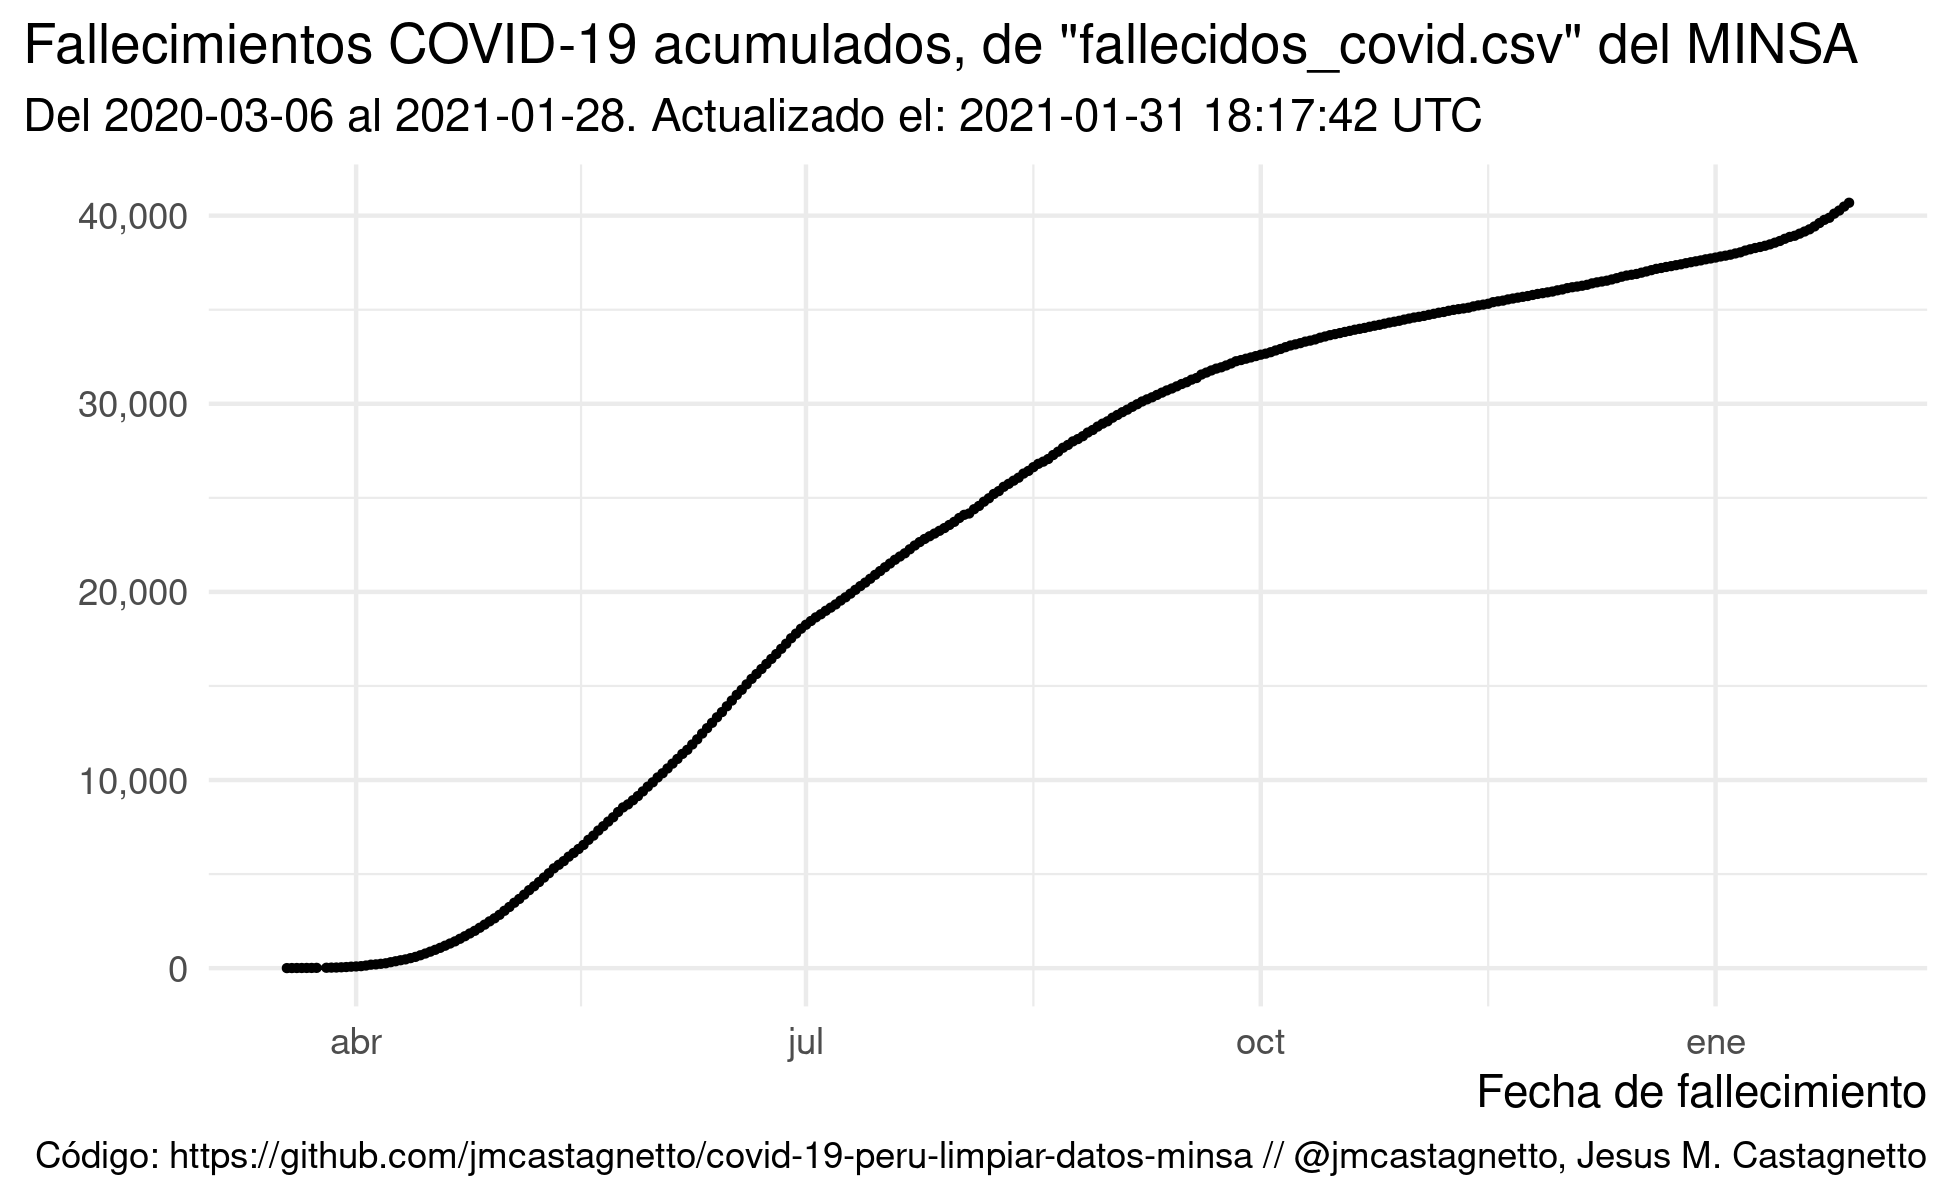 Fallecimientos COVID-19 acumulados, de "fallecidos_covid.csv" del MINSA
Del 2020-03-06 al 2021-01-28. Actualizado el: 2021-01-31 18:17:42 UTC
40,000
30,000
20,000
10,000
0
abr jul oct ene
Fecha de fallecimiento
Código: https://github.com/jmcastagnetto/covid-19-peru-limpiar-datos-minsa // @jmcastagnetto, Jesus M. Castagnetto